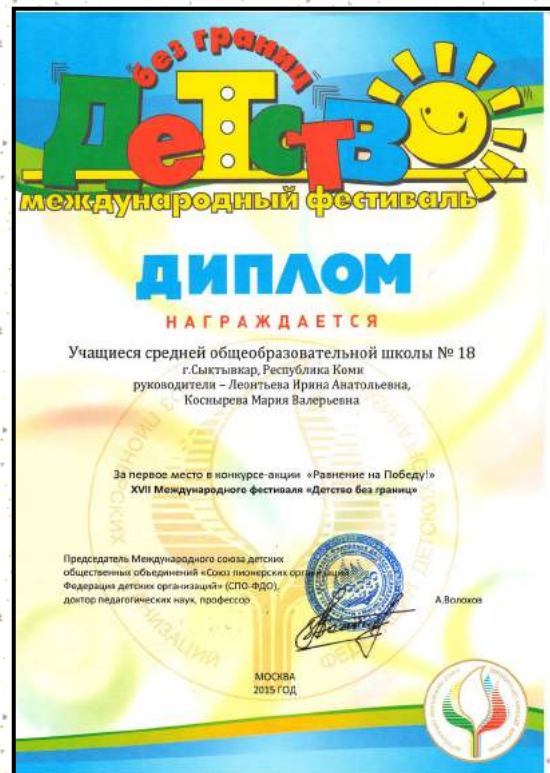 без границ
Детство
международный фестиваль
ДИПЛОМ
НАГРАЖДАЕТСЯ
Учащиеся средней общеобразовательной школы № 18
г.Сыктывкар, Республика Коми
руководители – Леонтьева Ирина Анатольевна,
Коснырева Мария Валерьевна
За первое место в конкурсе-акции «Равнение на Победу!»
XVII Международного фестиваля «Детство без границ»
Председатель Международного союза детских
общественных объединений «Союз пионерских организаций –
Федерация детских организаций» (СПО-ФДО),
доктор педагогических наук, профессор
А.Волохов
МОСКВА
2015 ГОД